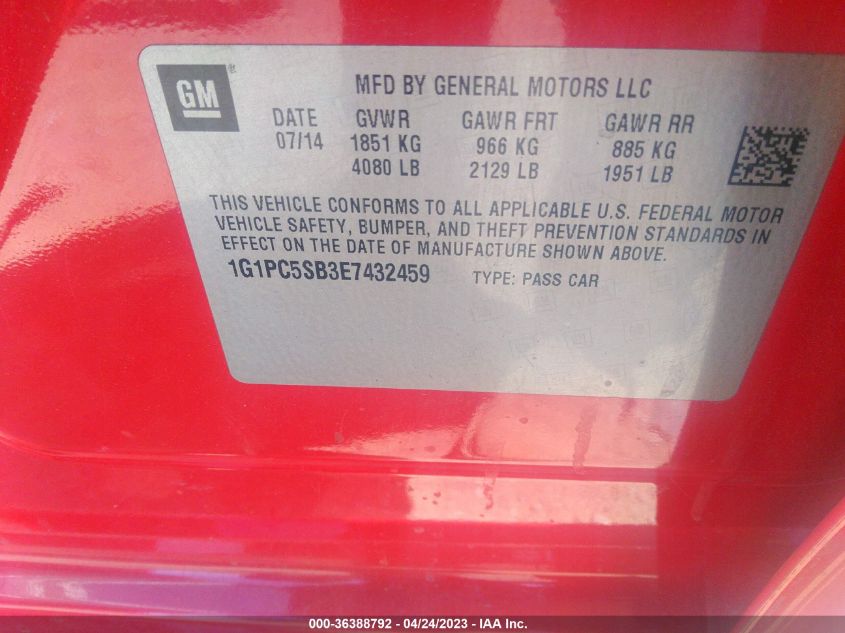 GM ®
MFD BY GENERAL MOTORS LLC
DATE GVWR GAWR FRT GAWR RR
07/14 1851 KG 966 KG 885 KG
4080 LB 2129 LB 1951 LB
THIS VEHICLE CONFORMS TO ALL APPLICABLE U.S. FEDERAL MOTOR
VEHICLE SAFETY, BUMPER, AND THEFT PREVENTION STANDARDS IN
EFFECT ON THE DATE OF MANUFACTURE SHOWN ABOVE.
1G1PC5SB3E7432459 TYPE: PASS CAR
000-36388792 - 04/24/2023 - IAA Inc.